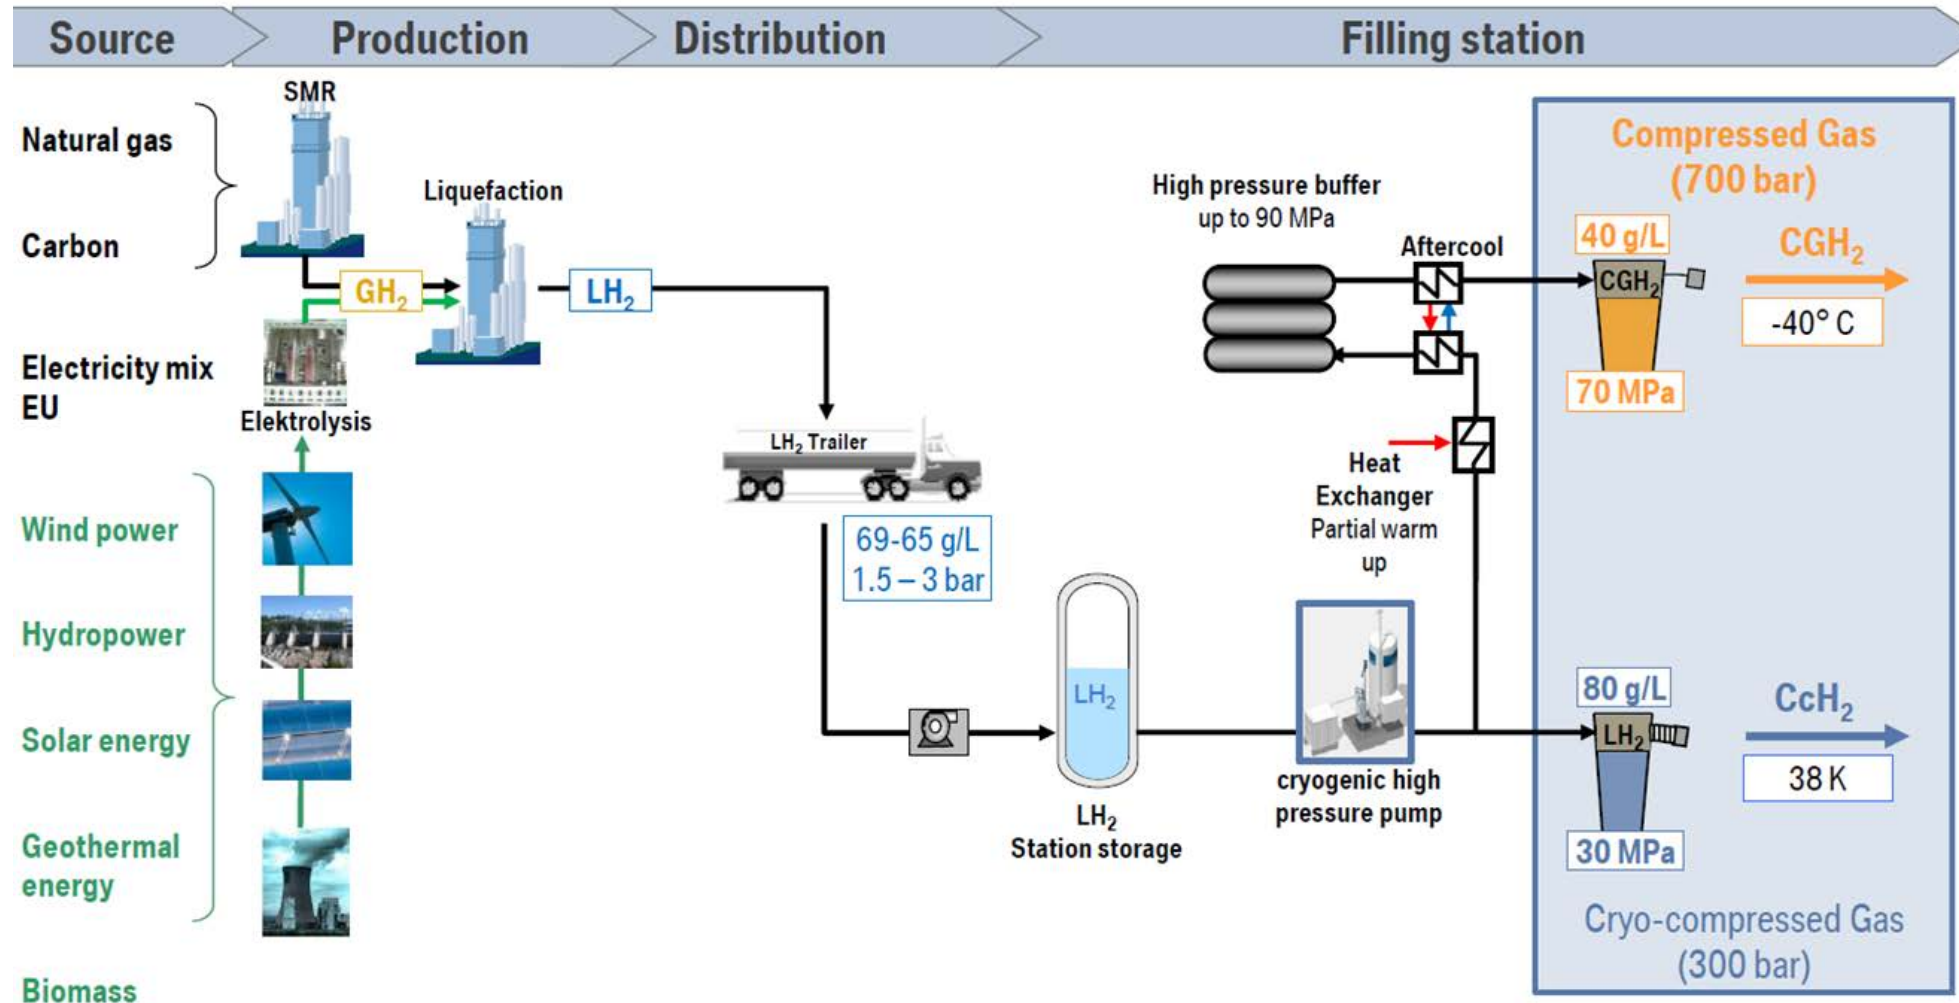 Source
Production
Distribution
Filling station
Natural gas
Carbon
Electricity mix
EU
Wind power
Hydropower
Solar energy
Geothermal
energy
Biomass
SMR
Liquefaction
GH₂
LH₂
Elektrolysis
LH₂ Trailer
69-65 g/L
1.5 – 3 bar
LH₂
LH₂
Station storage
cryogenic high
pressure pump
High pressure buffer
up to 90 MPa
Aftercool
Heat
Exchanger
Partial warm
up
Compressed Gas
(700 bar)
40 g/L
CGH₂
70 MPa
CGH₂
-40° C
80 g/L
LH₂
30 MPa
CcH₂
38 K
Cryo-compressed Gas
(300 bar)